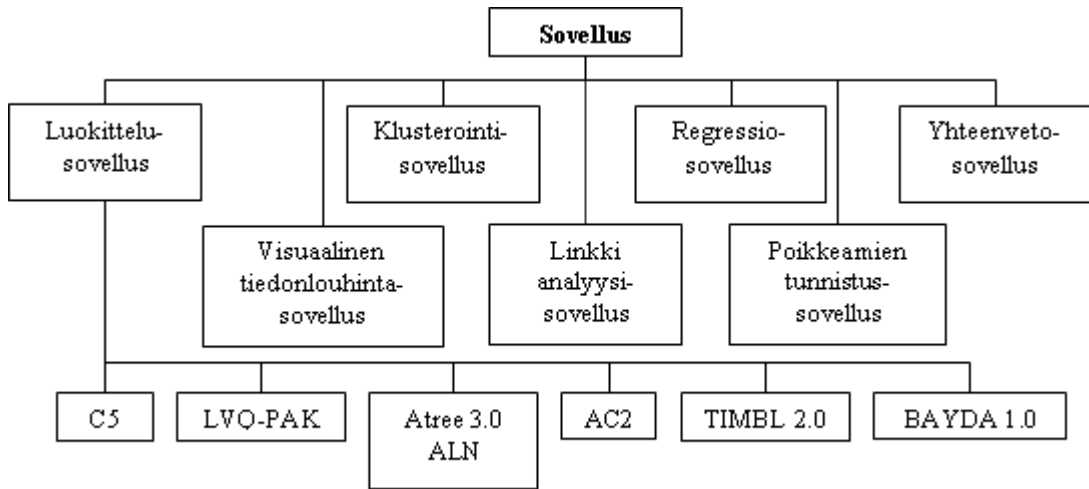 Sovellus
Luokittelu-
sovellus
Klusterointi-
sovellus
Regressio-
sovellus
Yhteenveto-
sovellus
Visuaalinen
tiedonlouhinta-
sovellus
Linkki
analyysi-
sovellus
Poikkeamien
tunnistus-
sovellus
C5
LVQ-PAK
Atree 3.0
ALN
AC2
TIMBL 2.0
BAYDA 1.0